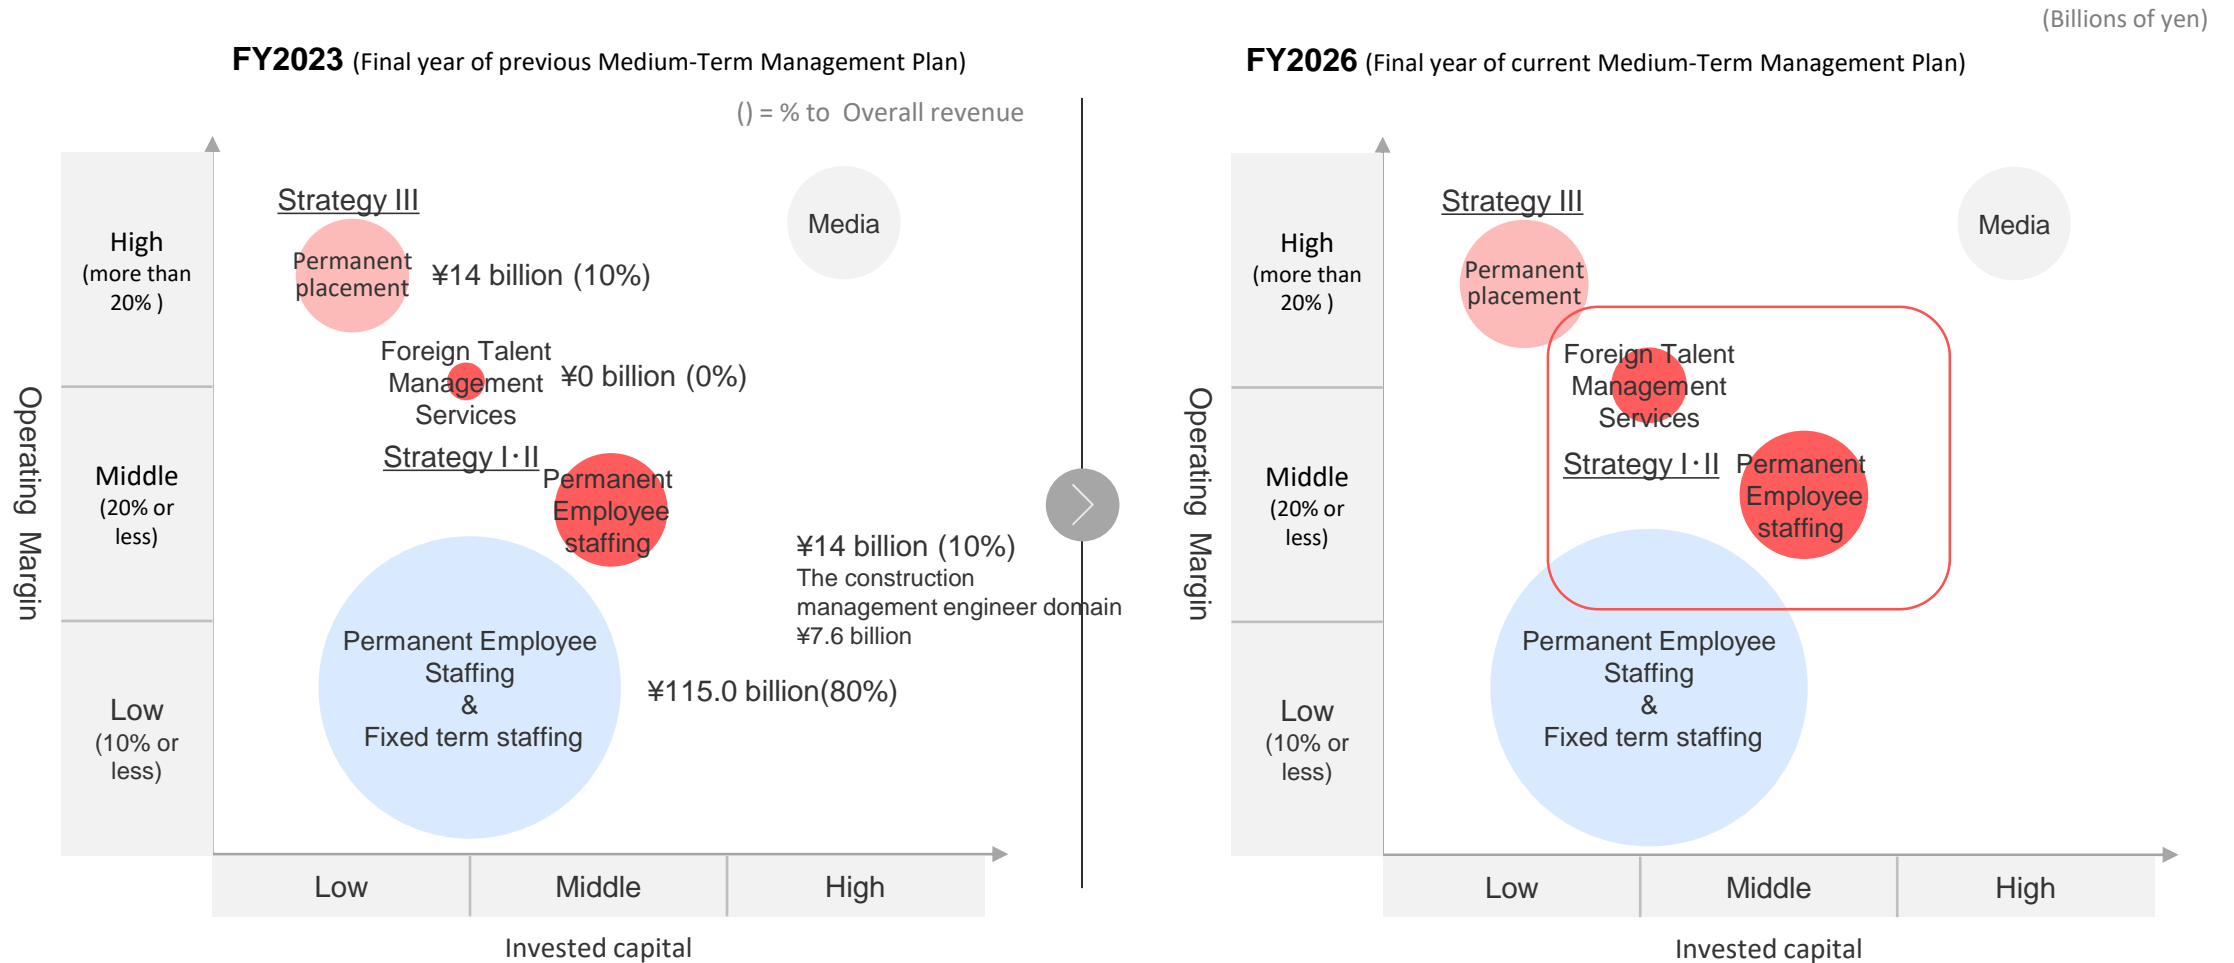 (Billions of yen)
FY2023 (Final year of previous Medium-Term Management Plan)
() = % to Overall revenue
Operating Margin
High
(more than
20% )
Middle
(20% or
less)
Low
(10% or
less)
Strategy III
Permanent
placement
¥14 billion (10%)
Media
Foreign Talent
Management
Services
¥0 billion (0%)
Strategy I・II
Permanent
Employee
staffing
¥14 billion (10%)
The construction
management engineer domain
¥7.6 billion
Permanent Employee
Staffing
&
Fixed term staffing
¥115.0 billion(80%)
Low
Middle
High
Invested capital
FY2026 (Final year of current Medium-Term Management Plan)
Operating Margin
High
(more than
20% )
Middle
(20% or
less)
Low
(10% or
less)
Strategy III
Permanent
placement
Media
Foreign Talent
Management
Services
Strategy I・II
Permanent
Employee
staffing
Permanent Employee
Staffing
&
Fixed term staffing
Low
Middle
High
Invested capital